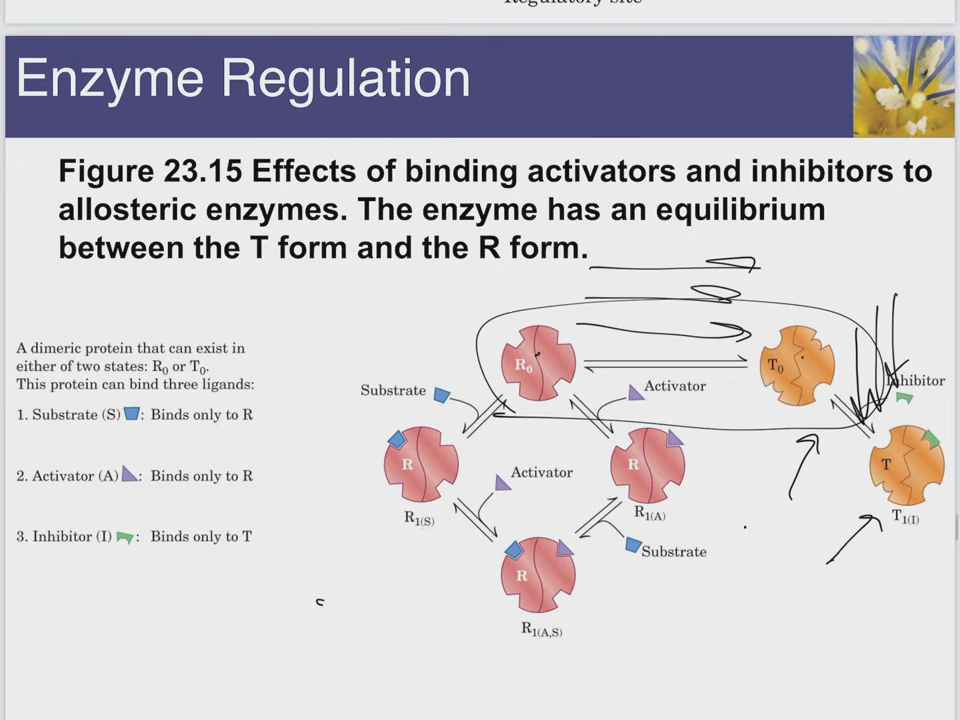 Regulatory site
Enzyme Regulation
Figure 23.15 Effects of binding activators and inhibitors to
allosteric enzymes. The enzyme has an equilibrium
between the T form and the R form.
A dimeric protein that can exist in
either of two states: R0 or T0.
This protein can bind three ligands:
1. Substrate (S) : Binds only to R
2. Activator (A) : Binds only to R
3. Inhibitor (I) : Binds only to T
R0
T0
Substrate
Activator
Inhibitor
R
R
T
R1(S)
Activator
R1(A)
T1(I)
Substrate
R
R1(A,S)